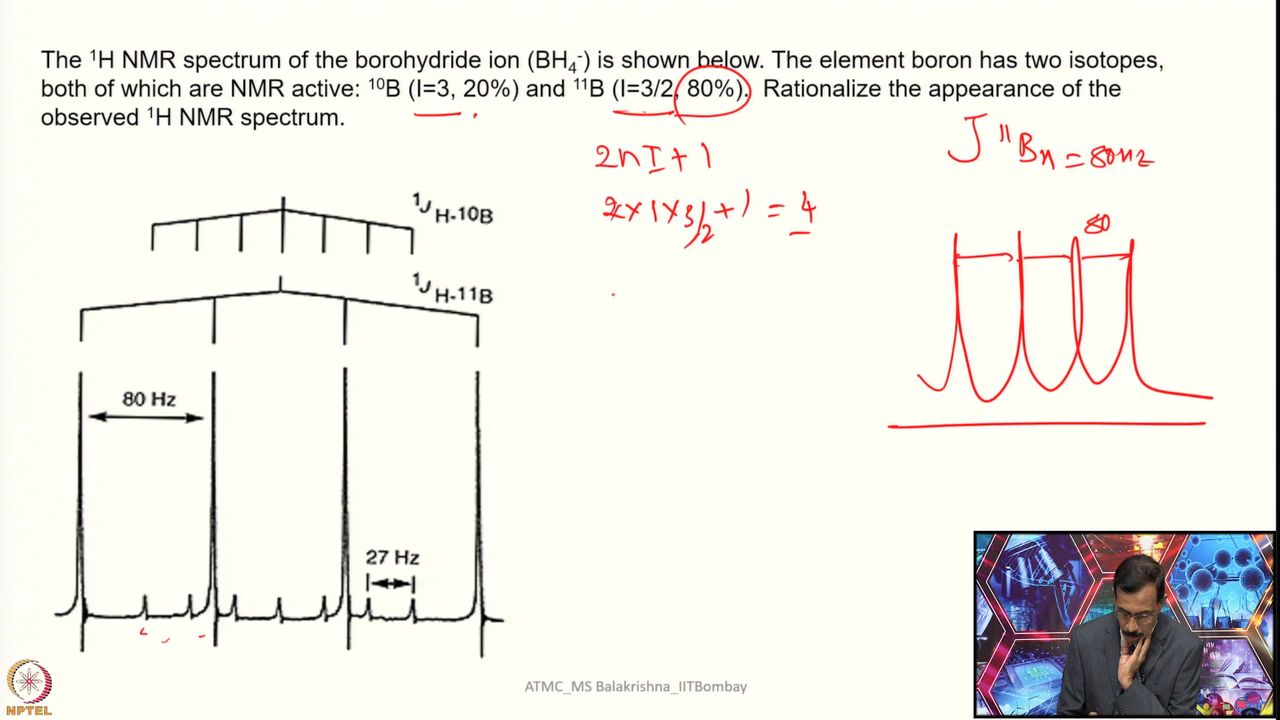 The ¹H NMR spectrum of the borohydride ion (BH₄⁻) is shown below. The element boron has two isotopes,
both of which are NMR active: ¹⁰B (I=3, 20%) and ¹¹B (I=3/2, 80%). Rationalize the appearance of the
observed ¹H NMR spectrum.
2nI + 1
2 × 1 × 3/2 + 1 = 4
J ¹¹BH = 80Hz
80
¹J H-10B
¹J H-11B
80 Hz
27 Hz
ATMC_MS Balakrishna_IITBombay
NPTEL